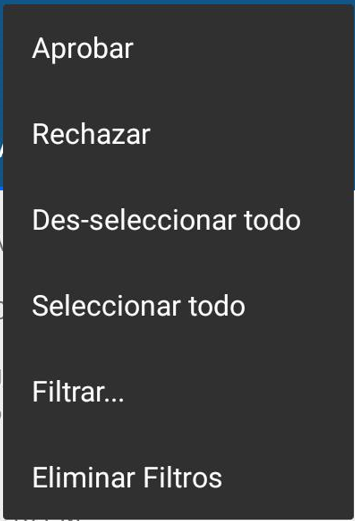 Aprobar
Rechazar
Des-seleccionar todo
Seleccionar todo
Filtrar...
Eliminar Filtros